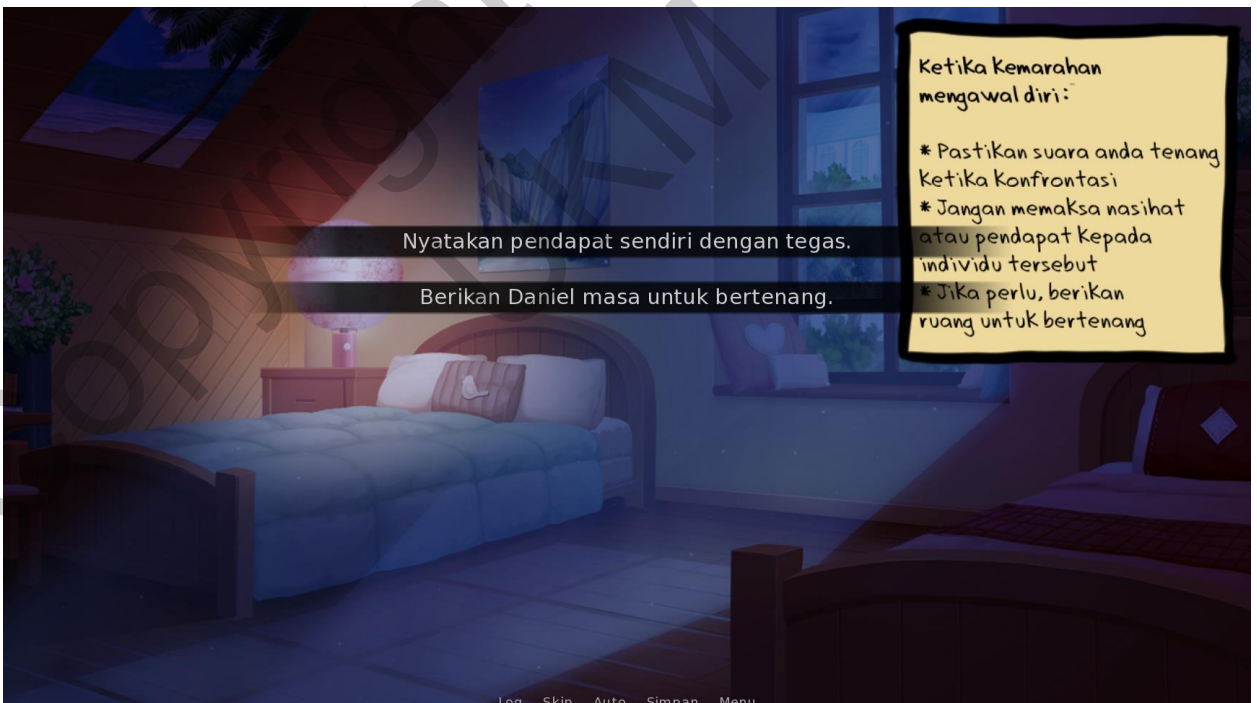 Ketika Kemarahan
mengawal diri:
* Pastikan suara anda tenang
Ketika Konfrontasi
* Jangan memaksa nasihat
atau pendapat Kepada
individu tersebut
* Jika perlu, berikan
ruang untuk bertenang
Nyatakan pendapat sendiri dengan tegas.
Berikan Daniel masa untuk bertenang.
Log Skip Auto Simpan Menu
Copyright
UKM